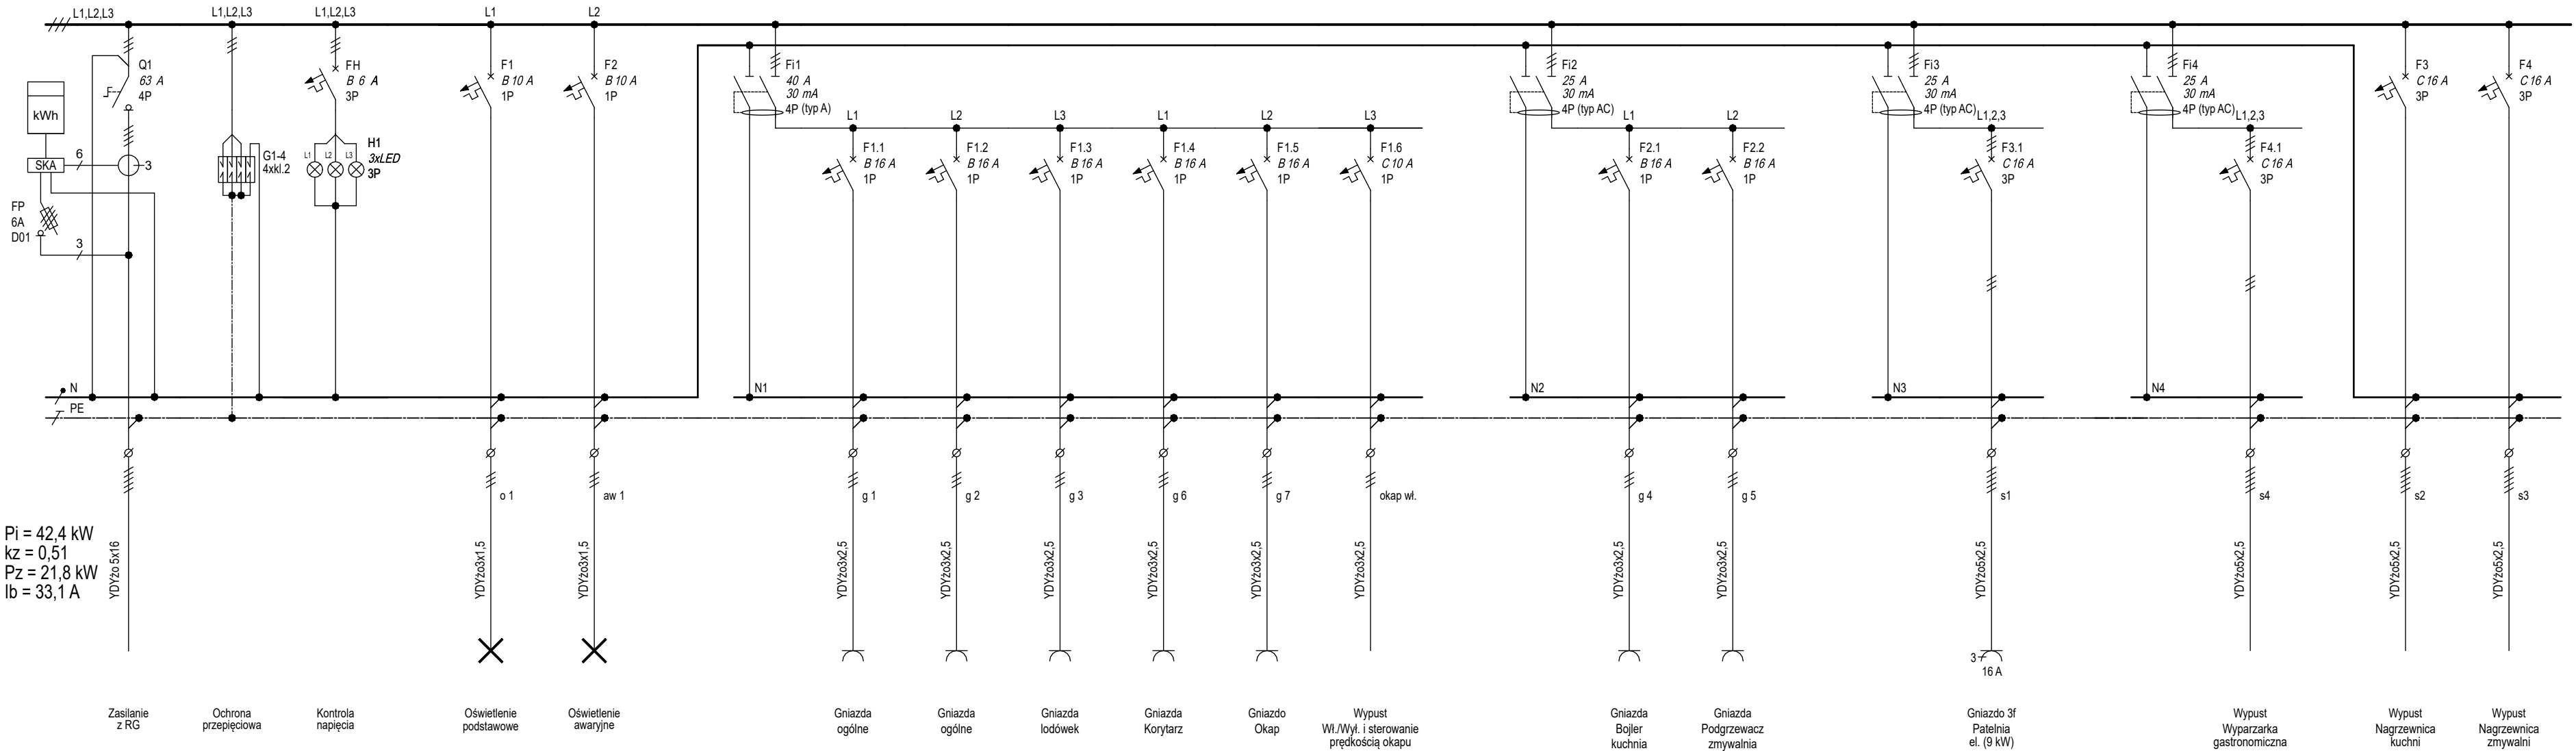 L1,L2,L3
L1,L2,L3
L1,L2,L3
L1
L2
Q1
63 A
4P
kWh
SKA
6
3
FP
6A
D01
3
G1-4
4xkl.2
FH
B 6 A
3P
L1
L2
L3
H1
3xLED
3P
F1
B 10 A
1P
F2
B 10 A
1P
Fi1
40 A
30 mA
4P (typ A)
L1
F1.1
B 16 A
1P
L2
F1.2
B 16 A
1P
L3
F1.3
B 16 A
1P
L1
F1.4
B 16 A
1P
L2
F1.5
B 16 A
1P
L3
F1.6
C 10 A
1P
Fi2
25 A
30 mA
4P (typ AC)
L1
F2.1
B 16 A
1P
L2
F2.2
B 16 A
1P
Fi3
25 A
30 mA
4P (typ AC)
L1,2,3
F3.1
C 16 A
3P
Fi4
25 A
30 mA
4P (typ AC)
L1,2,3
F4.1
C 16 A
3P
F3
C 16 A
3P
F4
C 16 A
3P
N
PE
N1
N2
N3
N4
o 1
aw 1
g 1
g 2
g 3
g 6
g 7
okap wł.
g 4
g 5
s1
s4
s2
s3
Pi = 42,4 kW
kz = 0,51
Pz = 21,8 kW
Ib = 33,1 A
YDYżo 5x16
YDYżo3x1,5
YDYżo3x1,5
YDYżo3x2,5
YDYżo3x2,5
YDYżo3x2,5
YDYżo3x2,5
YDYżo3x2,5
YDYżo3x2,5
YDYżo3x2,5
YDYżo3x2,5
YDYżo5x2,5
YDYżo5x2,5
YDYżo5x2,5
YDYżo5x2,5
3
16 A
Zasilanie
z RG
Ochrona
przepięciowa
Kontrola
napięcia
Oświetlenie
podstawowe
Oświetlenie
awaryjne
Gniazda
ogólne
Gniazda
ogólne
Gniazda
lodówek
Gniazda
Korytarz
Gniazdo
Okap
Wypust
Wł./Wył. i sterowanie
prędkością okapu
Gniazda
Bojler
kuchnia
Gniazda
Podgrzewacz
zmywalnia
Gniazdo 3f
Patelnia
el. (9 kW)
Wypust
Wyparzarka
gastronomiczna
Wypust
Nagrzewnica
kuchni
Wypust
Nagrzewnica
zmywalni